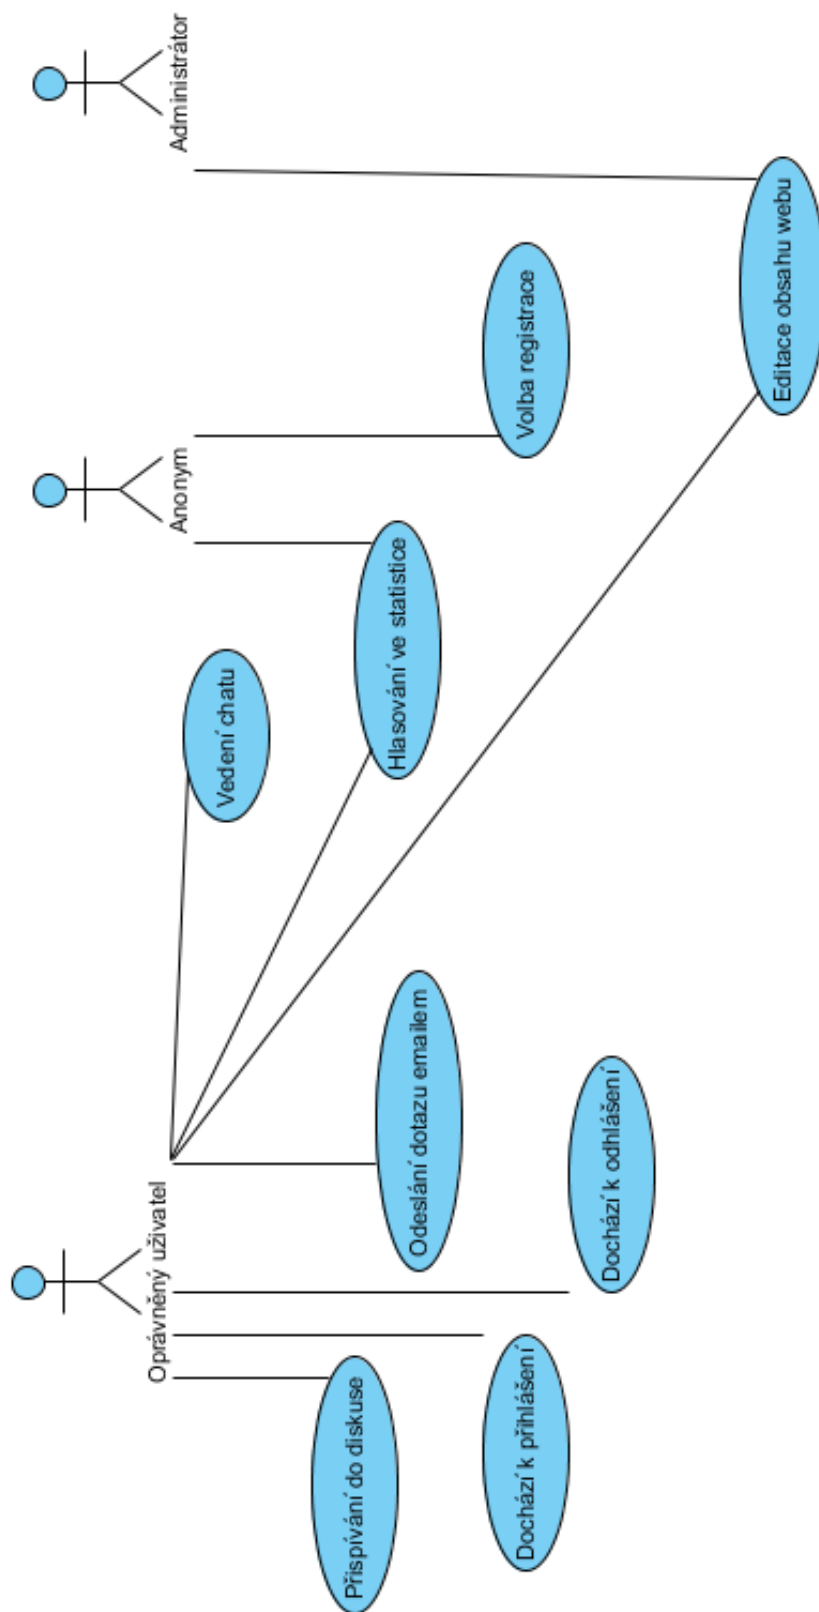 Oprávněný uživatel
Anonym
Administrátor
Vedení chatu
Přispívání do diskuse
Hlasování ve statistice
Odeslání dotazu emailem
Dochází k přihlášení
Volba registrace
Dochází k odhlášení
Editace obsahu webu